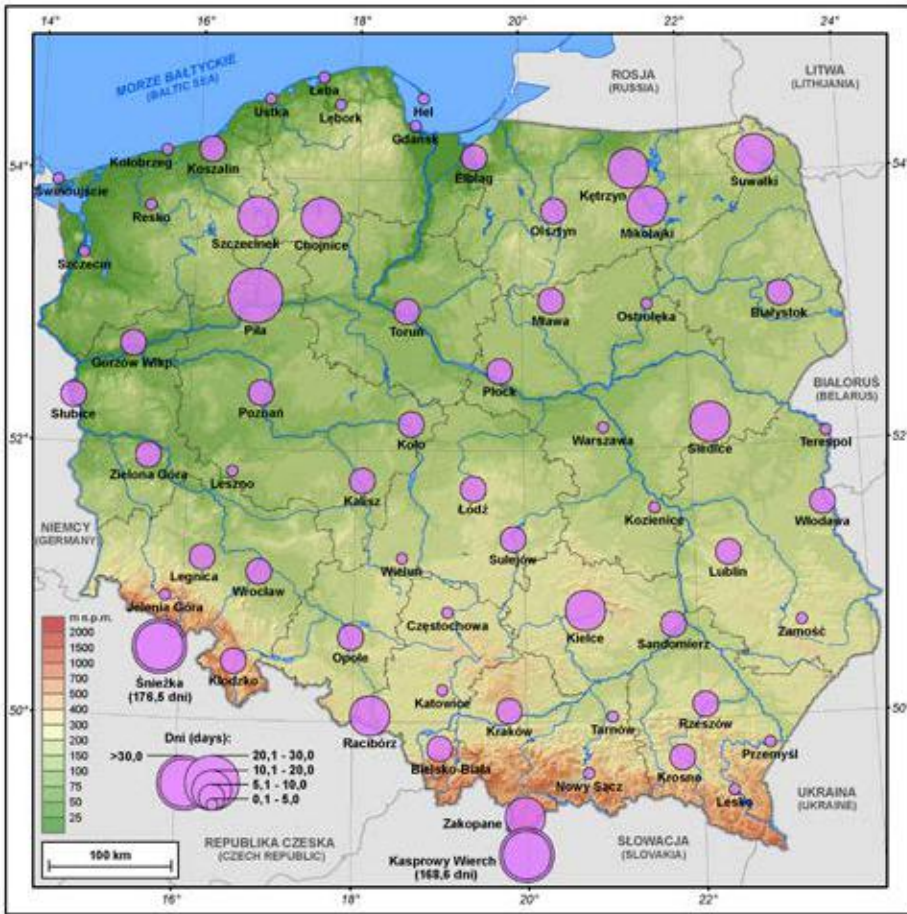 14°
16°
18°
20°
22°
24°
MORZE BAŁTYCKIE
(BALTIC SEA)
ROSJA
(RUSSIA)
LITWA
(LITHUANIA)
Łeba
Ustka
Lębork
Hel
Gdańsk
54°
54°
Kołobrzeg
Koszalin
Elbląg
Kętrzyn
Suwałki
Świnoujście
Resko
Szczecinek
Chojnice
Olsztyn
Mikołajki
Szczecin
Piła
Toruń
Mława
Ostrołęka
Białystok
Gorzów Wlkp.
Płock
BIAŁORUŚ
(BELARUS)
Słubice
Poznań
Koło
Warszawa
Siedlce
Terespol
52°
52°
Zielona Góra
Leszno
Kalisz
Łódź
Kozienice
Włodawa
NIEMCY
(GERMANY)
Sulejów
Legnica
Wrocław
Wieluń
Lublin
Jelenia Góra
Częstochowa
Kielce
Sandomierz
Zamość
m n.p.m.
2000
1500
1000
700
500
400
300
200
150
100
75
50
25
Śnieżka
(176,5 dni)
Kłodzko
Opole
50°
50°
Katowice
Racibórz
Kraków
Tarnów
Rzeszów
Przemyśl
Dni (days):
>30,0
20,1 - 30,0
10,1 - 20,0
5,1 - 10,0
0,1 - 5,0
Bielsko-Biała
Nowy Sącz
Krosno
Lesko
UKRAINA
(UKRAINE)
Zakopane
REPUBLIKA CZESKA
(CZECH REPUBLIC)
SŁOWACJA
(SLOVAKIA)
100 km
Kasprowy Wierch
(168,6 dni)
16°
18°
20°
22°